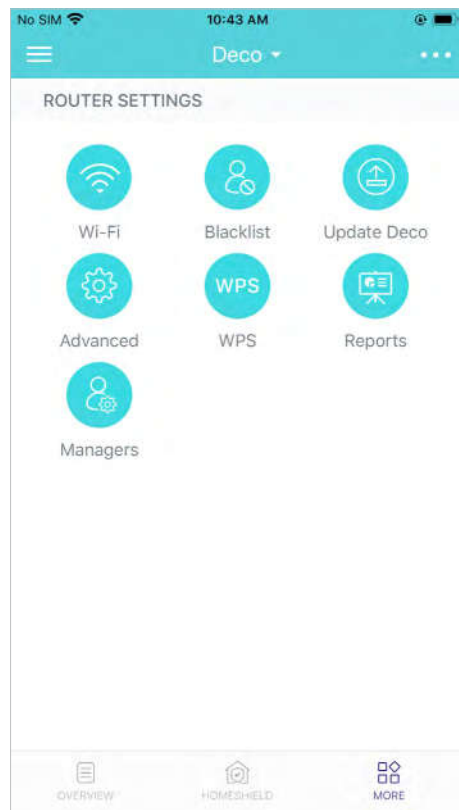 No SIM 10:43 AM
Deco
ROUTER SETTINGS
Wi-Fi Blacklist Update Deco
WPS
Advanced WPS Reports
Managers
OVERVIEW HOMESHIELD MORE